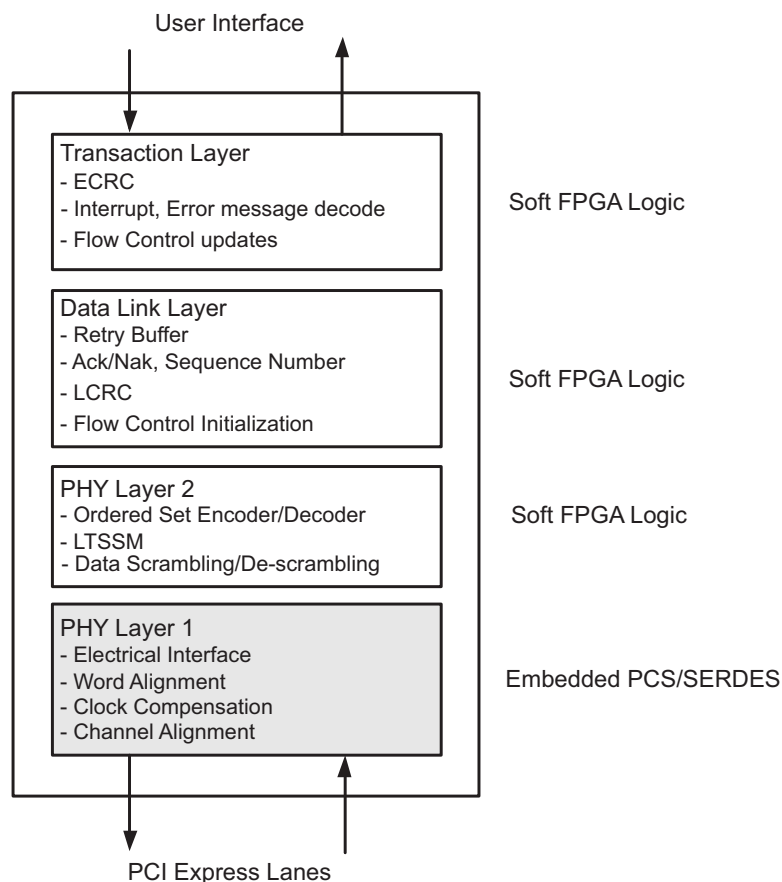 User Interface
Transaction Layer
- ECRC
- Interrupt, Error message decode
- Flow Control updates
Soft FPGA Logic
Data Link Layer
- Retry Buffer
- Ack/Nak, Sequence Number
- LCRC
- Flow Control Initialization
Soft FPGA Logic
PHY Layer 2
- Ordered Set Encoder/Decoder
- LTSSM
- Data Scrambling/De-scrambling
Soft FPGA Logic
PHY Layer 1
- Electrical Interface
- Word Alignment
- Clock Compensation
- Channel Alignment
Embedded PCS/SERDES
PCI Express Lanes